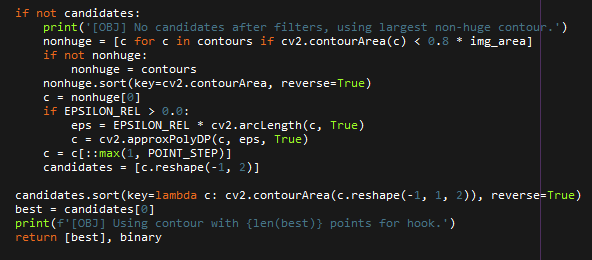 if not candidates:
    print('[OBJ] No candidates after filters, using largest non-huge contour.')
    nonhuge = [c for c in contours if cv2.contourArea(c) < 0.8 * img_area]
    if not nonhuge:
        nonhuge = contours
    nonhuge.sort(key=cv2.contourArea, reverse=True)
    c = nonhuge[0]
    if EPSILON_REL > 0.0:
        eps = EPSILON_REL * cv2.arcLength(c, True)
        c = cv2.approxPolyDP(c, eps, True)
    c = c[::max(1, POINT_STEP)]
    candidates = [c.reshape(-1, 2)]

candidates.sort(key=lambda c: cv2.contourArea(c.reshape(-1, 1, 2)), reverse=True)
best = candidates[0]
print(f'[OBJ] Using contour with {len(best)} points for hook.')
return [best], binary